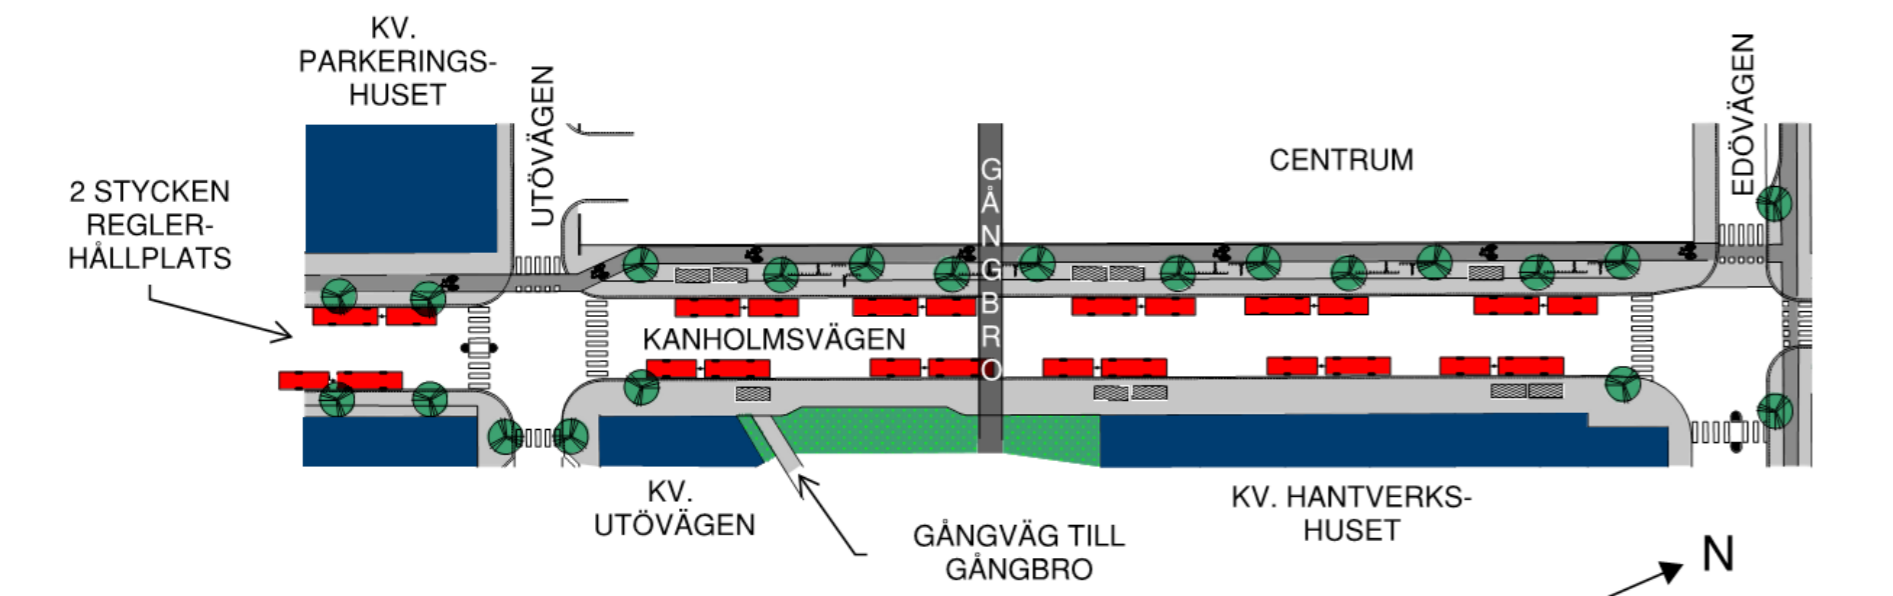 KV.
PARKERINGS-
HUSET
UTÖVÄGEN
EDÖVÄGEN
2 STYCKEN
REGLER-
HÅLLPLATS
GÅNGBRO
CENTRUM
KANHOLMSVÄGEN
KV.
UTÖVÄGEN
GÅNGVÄG TILL
GÅNGBRO
KV. HANTVERKS-
HUSET
N